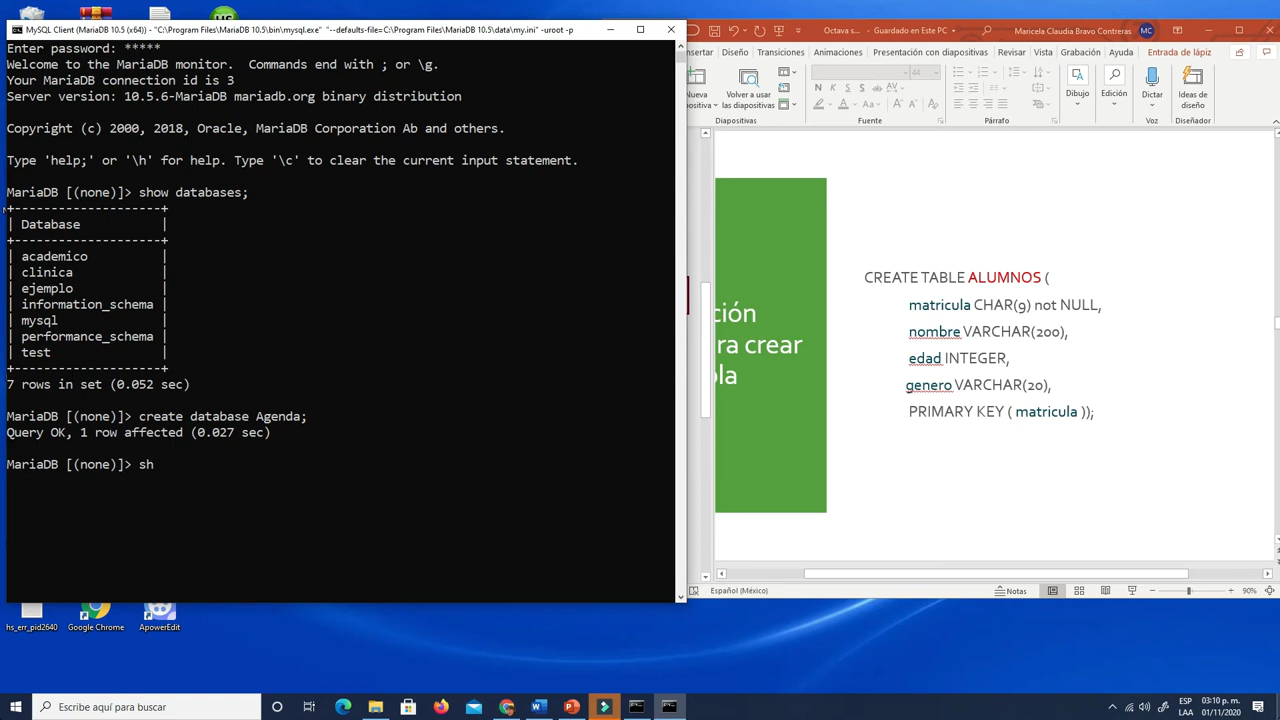 MySQL Client (MariaDB 10.5 (x64)) - "C:\Program Files\MariaDB 10.5\bin\mysql.exe" "--defaults-file=C:\Program Files\MariaDB 10.5\data\my.ini" -uroot -p
Enter password: *****
Welcome to the MariaDB monitor.  Commands end with ; or \g.
Your MariaDB connection id is 3
Server version: 10.5.6-MariaDB mariadb.org binary distribution
Copyright (c) 2000, 2018, Oracle, MariaDB Corporation Ab and others.
Type 'help;' or '\h' for help. Type '\c' to clear the current input statement.
MariaDB [(none)]> show databases;
+--------------------+
| Database           |
+--------------------+
| academico          |
| clinica            |
| ejemplo            |
| information_schema |
| mysql              |
| performance_schema |
| test               |
+--------------------+
7 rows in set (0.052 sec)
MariaDB [(none)]> create database Agenda;
Query OK, 1 row affected (0.027 sec)
MariaDB [(none)]> sh
Octava s... - Guardado en Este PC
Maricela Claudia Bravo Contreras MC
nsertar Diseño Transiciones Animaciones Presentación con diapositivas Revisar Vista Grabación Ayuda Entrada de lápiz
Nueva
diapositiva
Volver a usar
las diapositivas
44
N K S S
Dibujo
Edición
Dictar
Ideas de
diseño
Diapositivas Fuente Párrafo Voz Diseñador
ción
ra crear
CREATE TABLE ALUMNOS (
matricula CHAR(9) not NULL,
nombre VARCHAR(200),
edad INTEGER,
genero VARCHAR(20),
PRIMARY KEY ( matricula ));
Español (México)
Notas
90%
hs_err_pid2640
Google Chrome
ApowerEdit
Escribe aquí para buscar
ESP
LAA
03:10 p. m.
01/11/2020